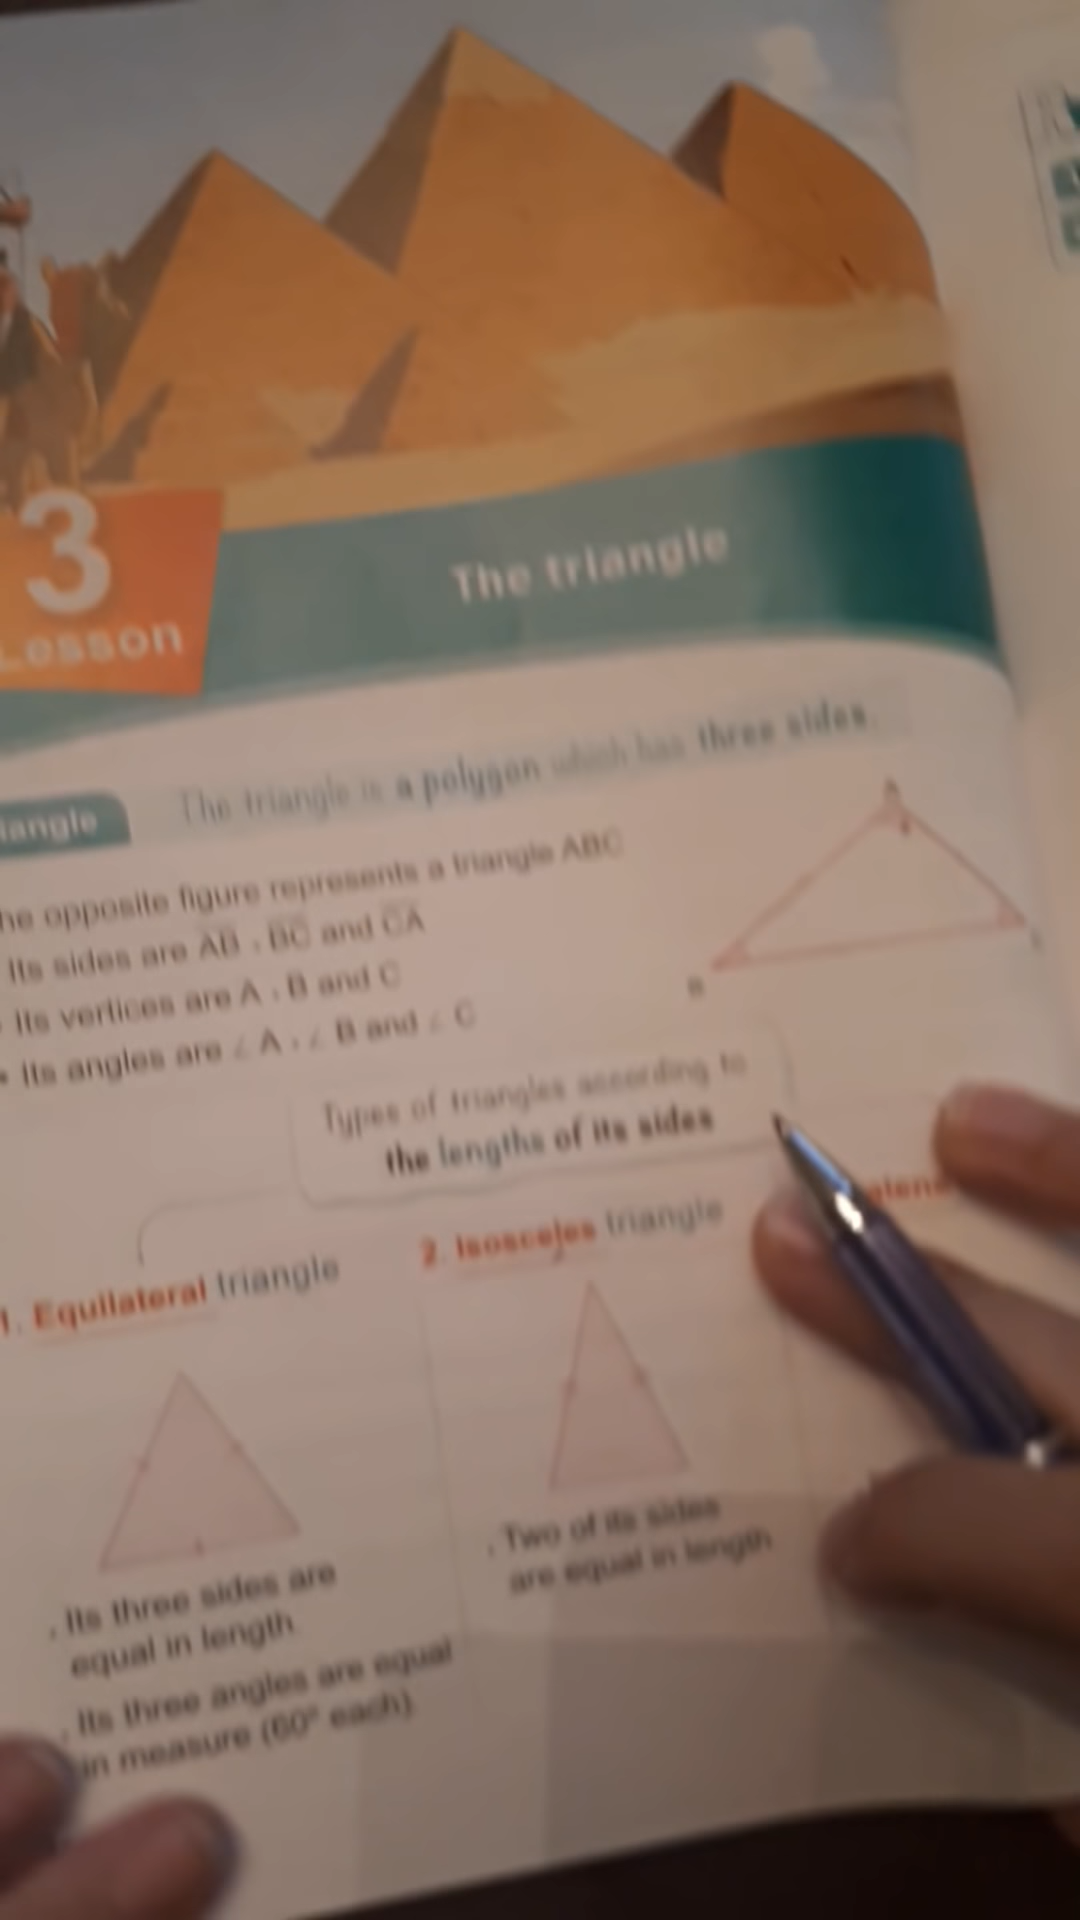 3
Lesson
The triangle
iangle
The triangle is a polygon which has three sides.
he opposite figure represents a triangle ABC
Its sides are AB , BC and CA
• Its vertices are A , B and C
• Its angles are ∠ A , ∠ B and ∠ C
A
B
Types of triangles according to
the lengths of its sides
1. Equilateral triangle
2. Isosceles triangle
alene
. Its three sides are
equal in length
. Its three angles are equal
in measure (60° each)
. Two of its sides
are equal in length